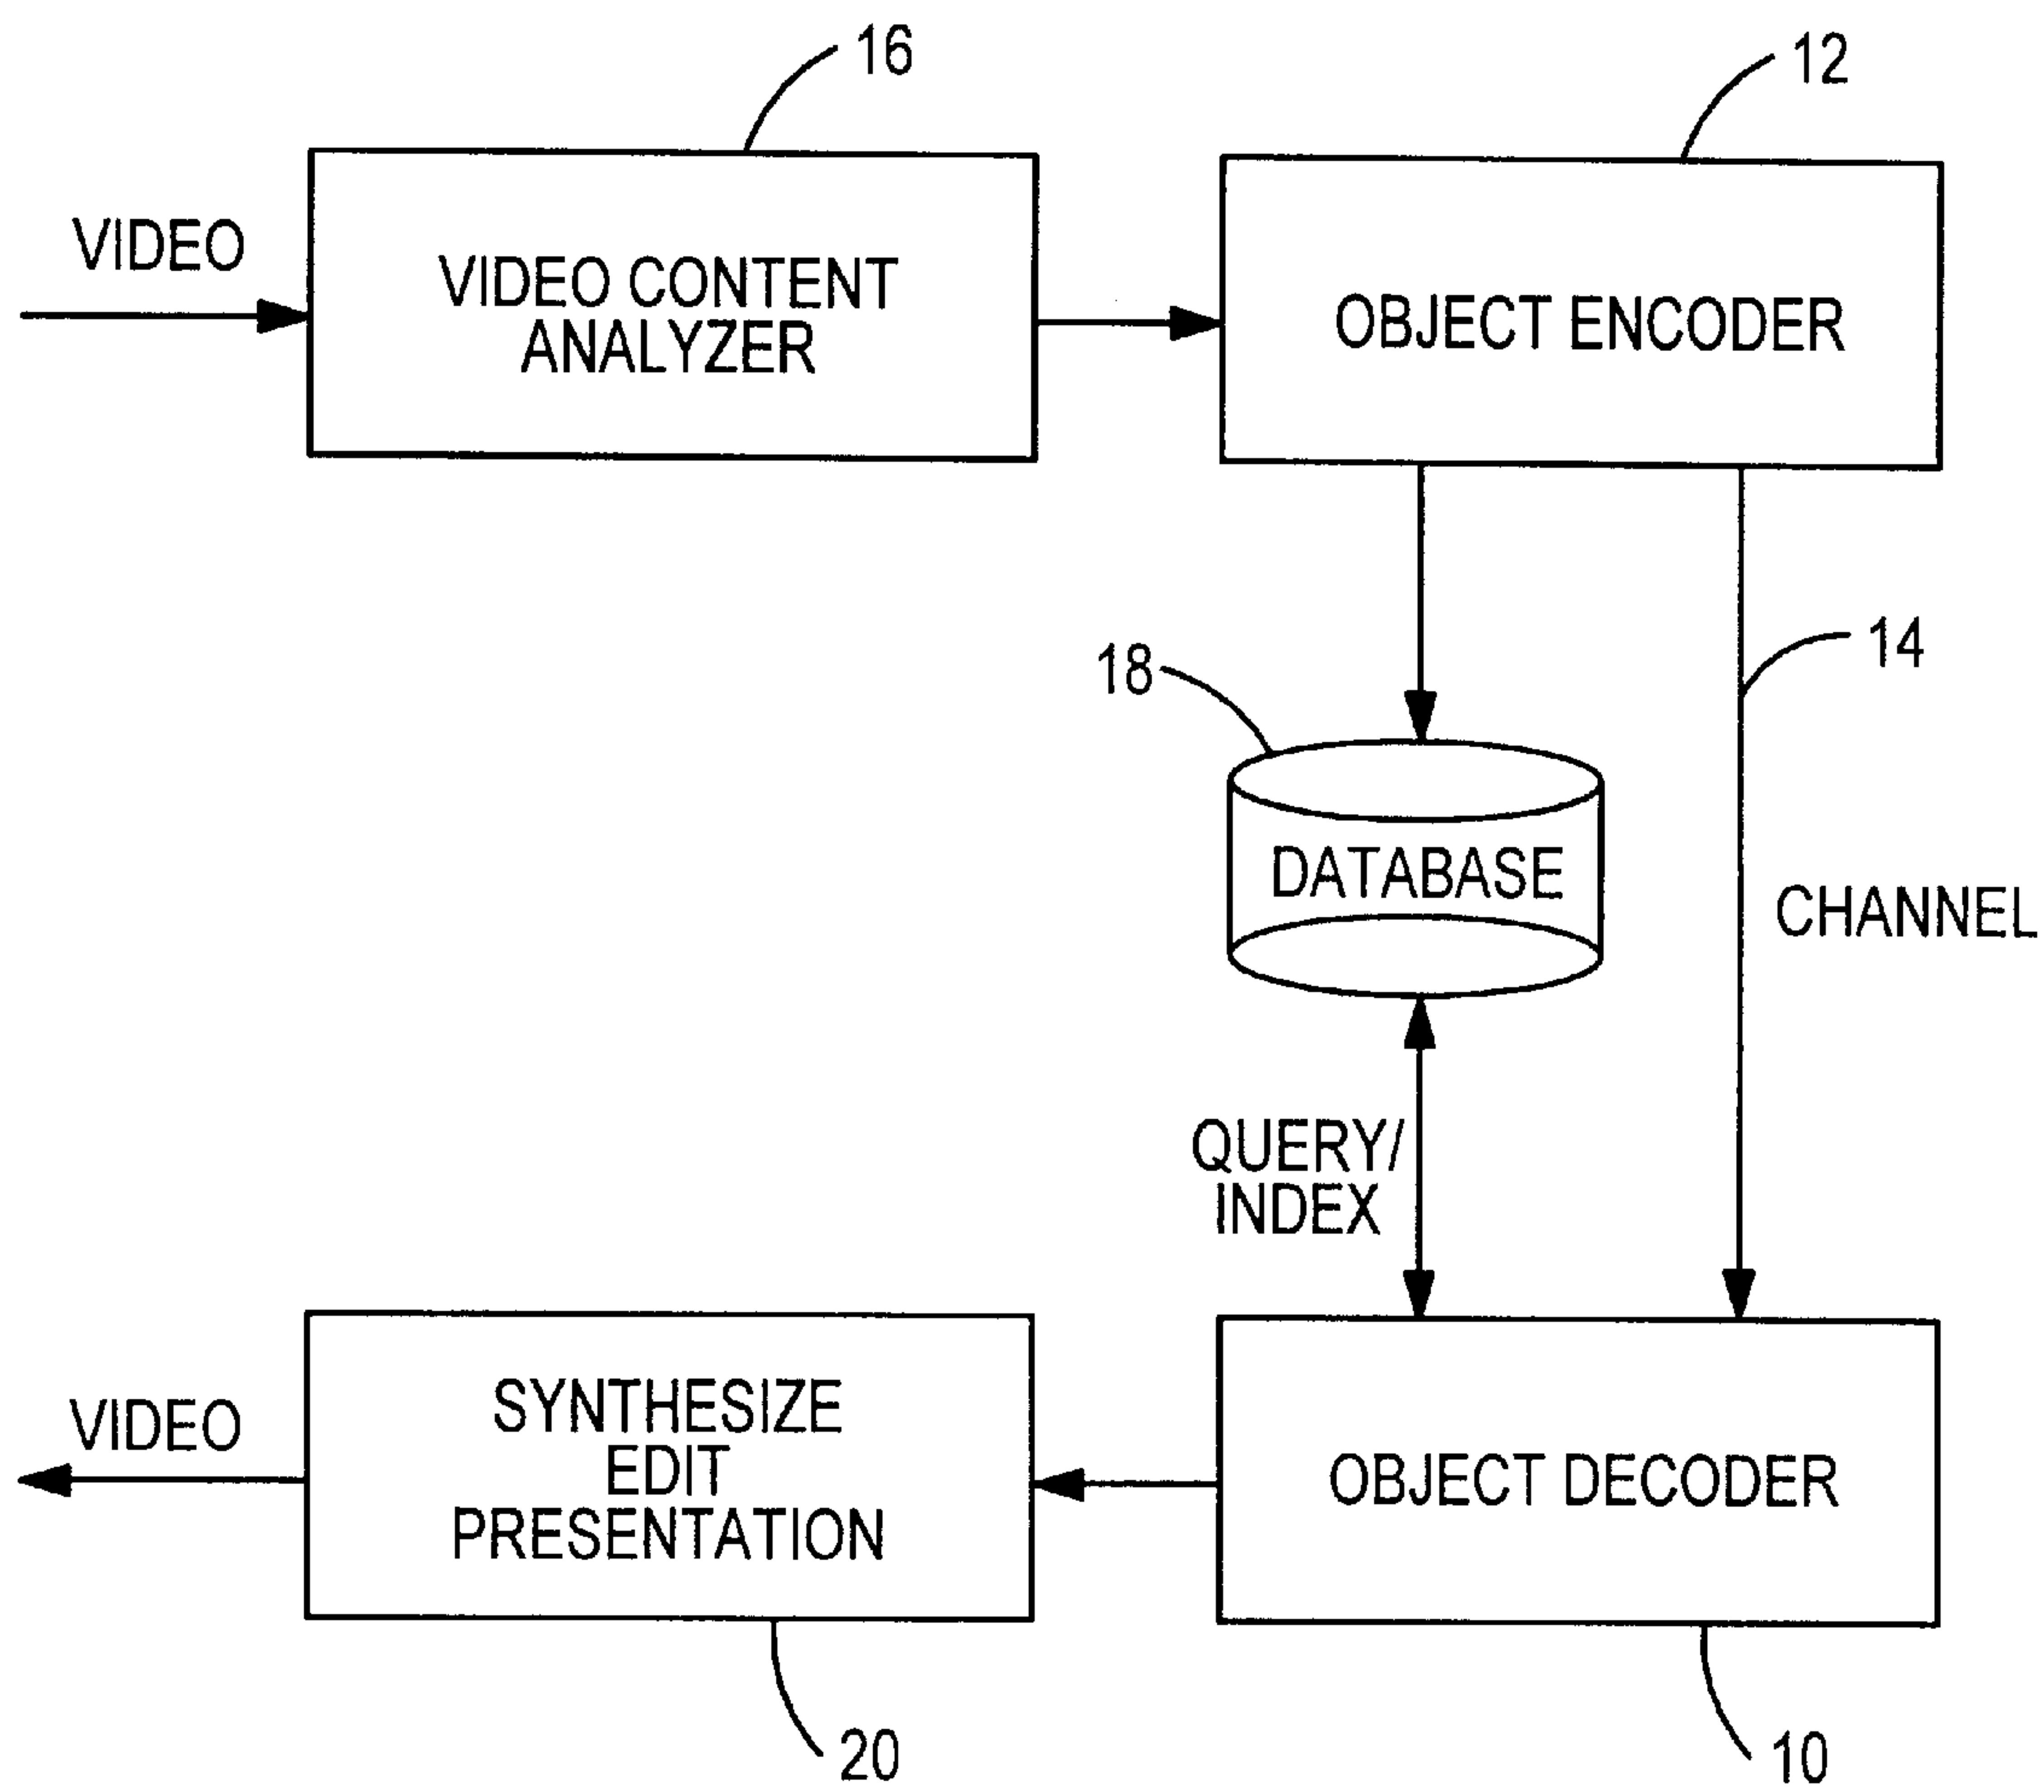 16
12
VIDEO
VIDEO CONTENT
ANALYZER
OBJECT ENCODER
18
14
DATABASE
CHANNEL
QUERY/
INDEX
VIDEO
SYNTHESIZE
EDIT
PRESENTATION
OBJECT DECODER
20
10